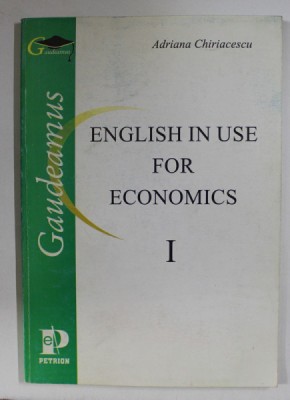 Gaudeamus
Adriana Chiriacescu
ENGLISH IN USE
FOR
ECONOMICS
I
Gaudeamus
PETRION